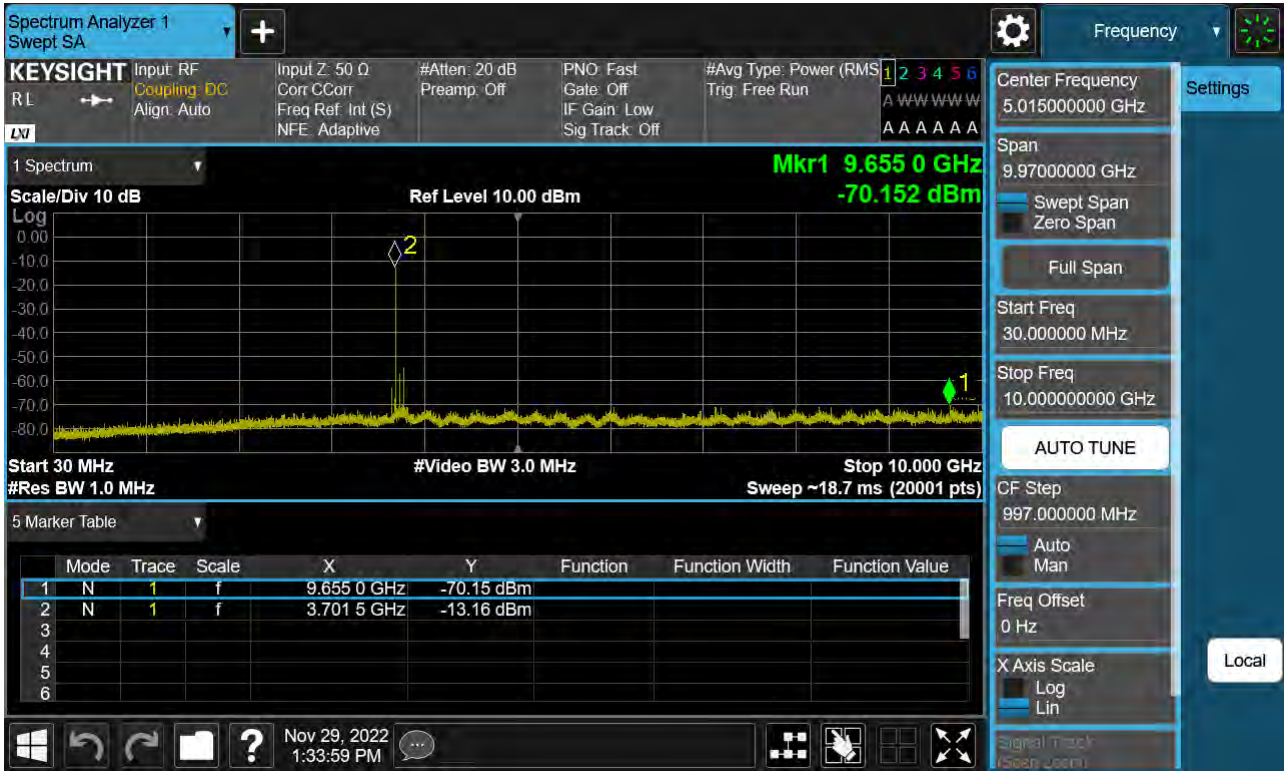 Spectrum Analyzer 1
Swept SA
+
Frequency
KEYSIGHT
RL
LXI
Input: RF
Coupling: DC
Align: Auto
Input Z: 50 Ω
Corr CCorr
Freq Ref: Int (S)
NFE: Adaptive
#Atten: 20 dB
Preamp: Off
PNO: Fast
Gate: Off
IF Gain: Low
Sig Track: Off
#Avg Type: Power (RMS
Trig: Free Run
1 2 3 4 5 6
A W W W W W
A A A A A A
1 Spectrum
Mkr1 9.655 0 GHz
Scale/Div 10 dB
Ref Level 10.00 dBm
-70.152 dBm
Log
0.00
-10.0
-20.0
-30.0
-40.0
-50.0
-60.0
-70.0
-80.0
2
1
Start 30 MHz
#Video BW 3.0 MHz
Stop 10.000 GHz
#Res BW 1.0 MHz
Sweep ~18.7 ms (20001 pts)
5 Marker Table
Mode Trace Scale X Y Function Function Width Function Value
1 N 1 f 9.655 0 GHz -70.15 dBm
2 N 1 f 3.701 5 GHz -13.16 dBm
3
4
5
6
Nov 29, 2022
1:33:59 PM
?
Center Frequency
5.015000000 GHz
Settings
Span
9.97000000 GHz
Swept Span
Zero Span
Full Span
Start Freq
30.000000 MHz
Stop Freq
10.000000000 GHz
AUTO TUNE
CF Step
997.000000 MHz
Auto
Man
Freq Offset
0 Hz
X Axis Scale
Log
Lin
Local
Signal Track
(Span Zoom)